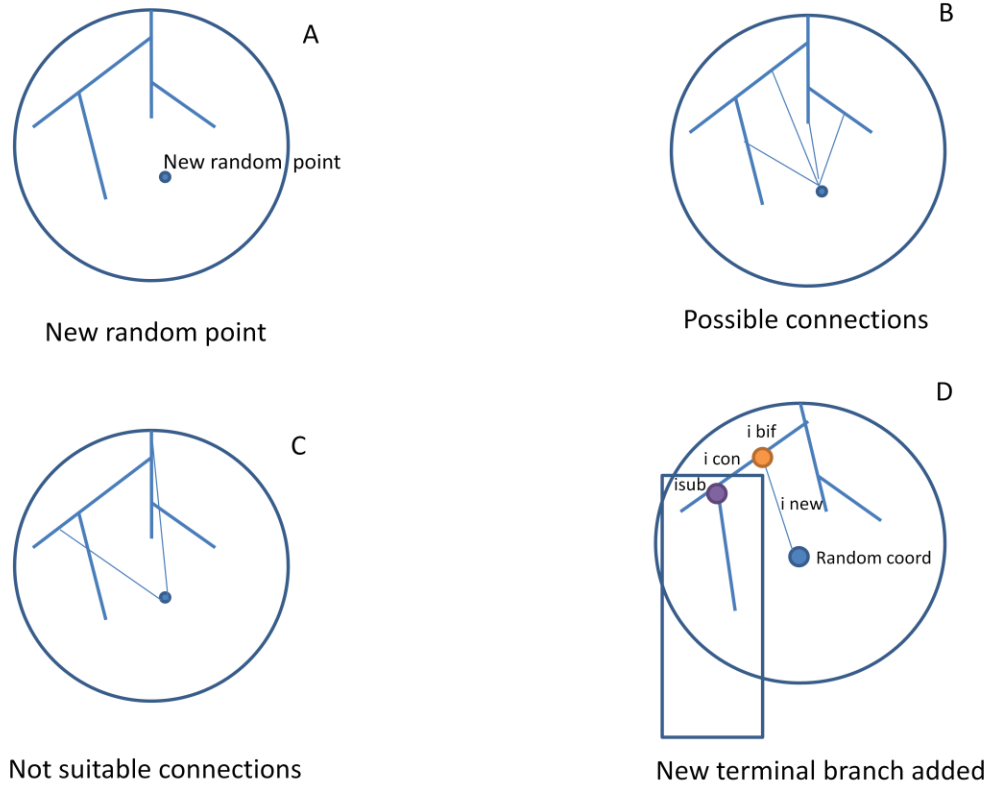 A
New random point
New random point
B
Possible connections
C
Not suitable connections
D
i bif
i con
isub
i new
Random coord
New terminal branch added